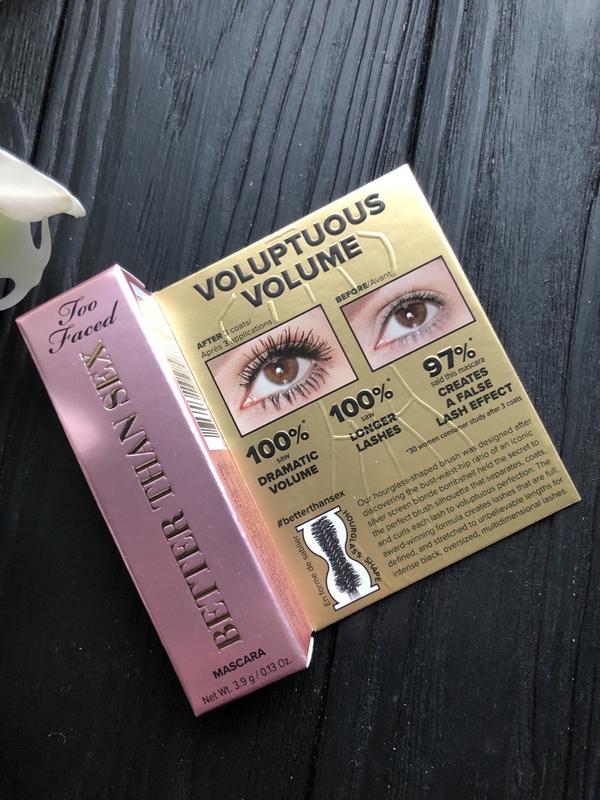 Too
Faced
BETTER THAN SEX
MASCARA
Net Wt. 3.9 g / 0.13 Oz.
VOLUPTUOUS
VOLUME
AFTER 3 coats/
Après 3 applications
BEFORE/Avant
100%*
saw
DRAMATIC
VOLUME
100%*
saw
LONGER
LASHES
97%*
said this mascara
CREATES
A FALSE
LASH EFFECT
*30 women consumer study after 3 coats
#betterthansex
En forme de sablier
HOURGLASS SHAPE
Our hourglass-shaped brush was designed after
discovering the bust-waist-hip ratio of an iconic
silver screen blonde bombshell held the secret to
the perfect brush silhouette that separates, coats,
and curls each lash to voluptuous perfection. The
award-winning formula creates lashes that are full,
defined, and stretched to unbelievable lengths for
intense black, oversized, multidimensional lashes.